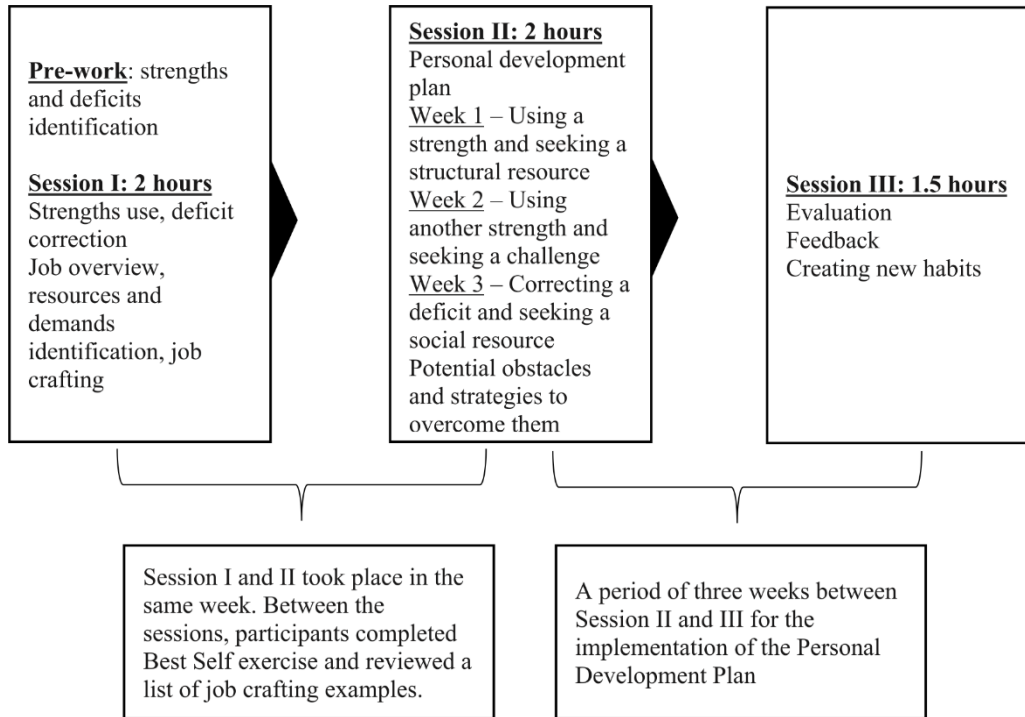 Pre-work: strengths
and deficits
identification
Session I: 2 hours
Strengths use, deficit
correction
Job overview,
resources and
demands
identification, job
crafting
Session II: 2 hours
Personal development
plan
Week 1 – Using a
strength and seeking a
structural resource
Week 2 – Using
another strength and
seeking a challenge
Week 3 – Correcting a
deficit and seeking a
social resource
Potential obstacles
and strategies to
overcome them
Session III: 1.5 hours
Evaluation
Feedback
Creating new habits
Session I and II took place in the
same week. Between the
sessions, participants completed
Best Self exercise and reviewed a
list of job crafting examples.
A period of three weeks between
Session II and III for the
implementation of the Personal
Development Plan